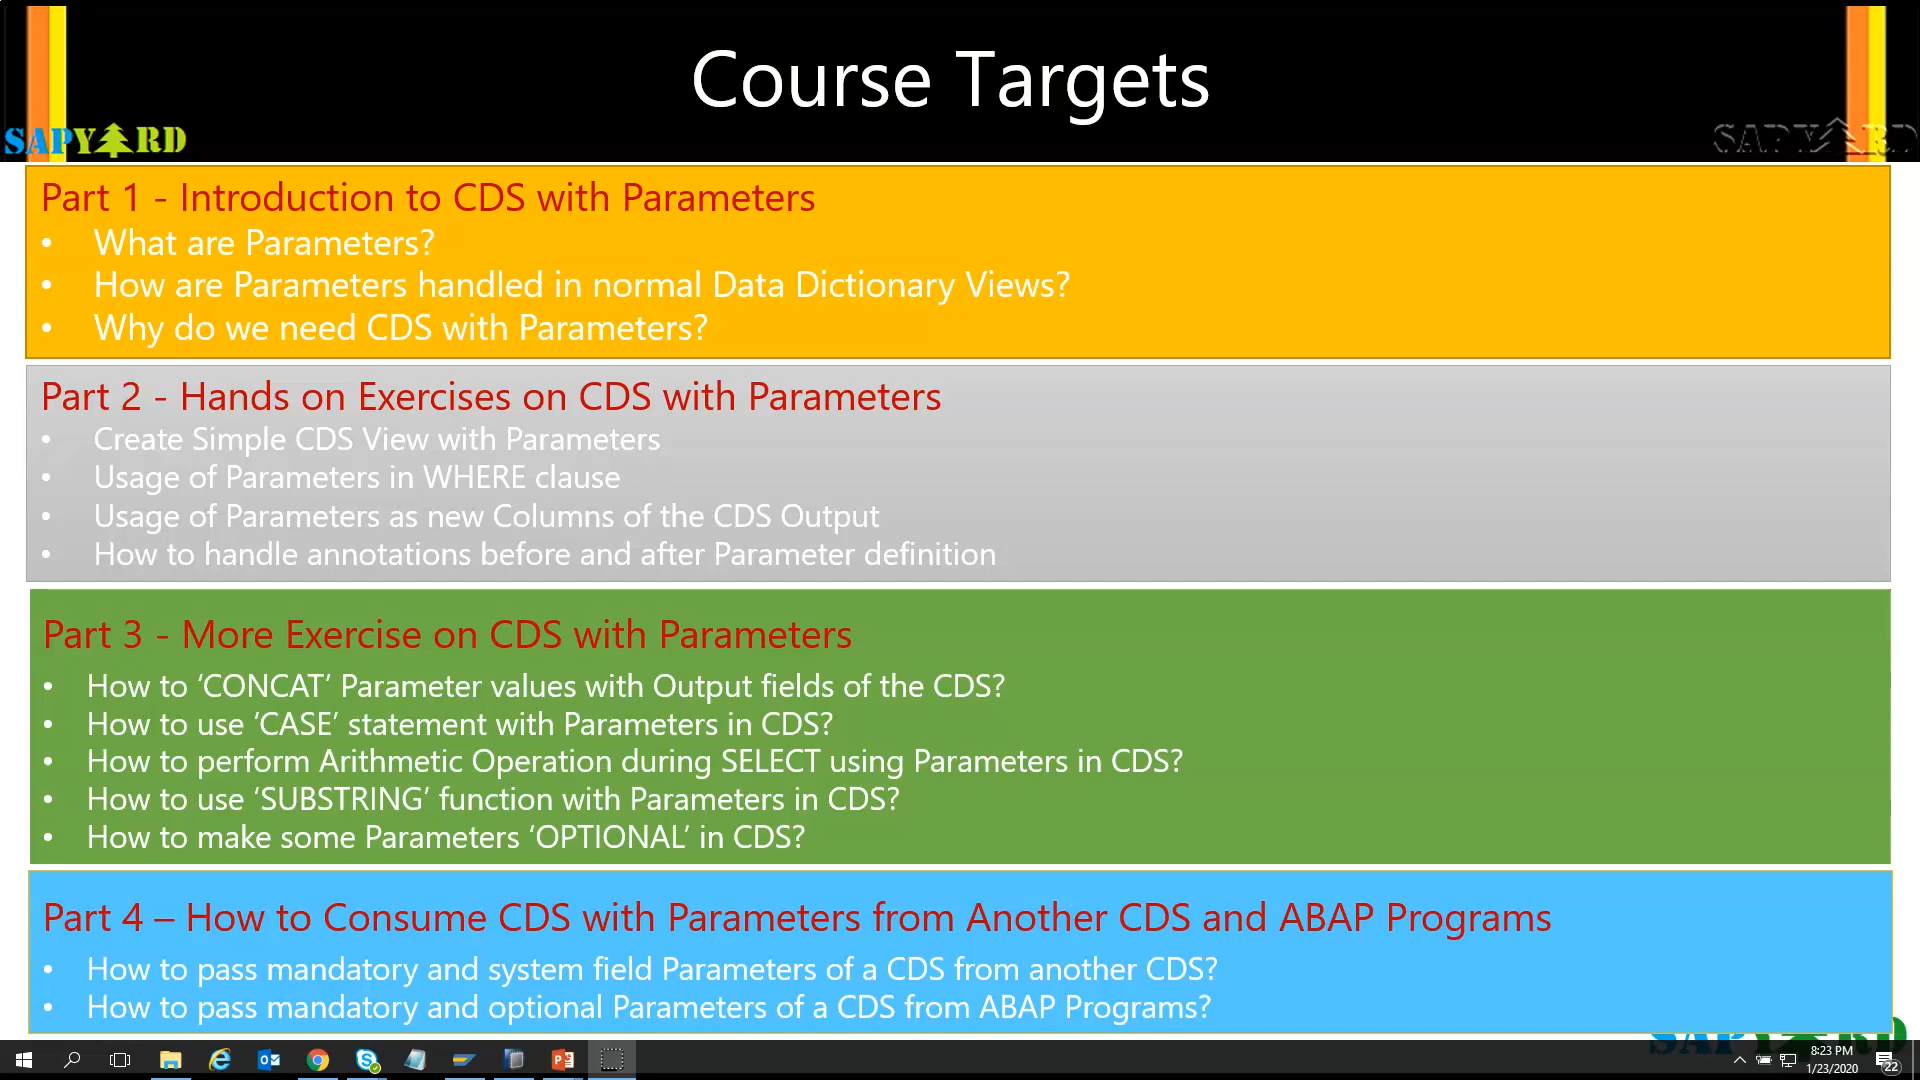 Course Targets
SAPYARD
SAPYARD
Part 1 - Introduction to CDS with Parameters
• What are Parameters?
• How are Parameters handled in normal Data Dictionary Views?
• Why do we need CDS with Parameters?
Part 2 - Hands on Exercises on CDS with Parameters
• Create Simple CDS View with Parameters
• Usage of Parameters in WHERE clause
• Usage of Parameters as new Columns of the CDS Output
• How to handle annotations before and after Parameter definition
Part 3 - More Exercise on CDS with Parameters
• How to ‘CONCAT’ Parameter values with Output fields of the CDS?
• How to use ‘CASE’ statement with Parameters in CDS?
• How to perform Arithmetic Operation during SELECT using Parameters in CDS?
• How to use ‘SUBSTRING’ function with Parameters in CDS?
• How to make some Parameters ‘OPTIONAL’ in CDS?
Part 4 – How to Consume CDS with Parameters from Another CDS and ABAP Programs
• How to pass mandatory and system field Parameters of a CDS from another CDS?
• How to pass mandatory and optional Parameters of a CDS from ABAP Programs?
SAPYARD
8:23 PM
1/23/2020
22